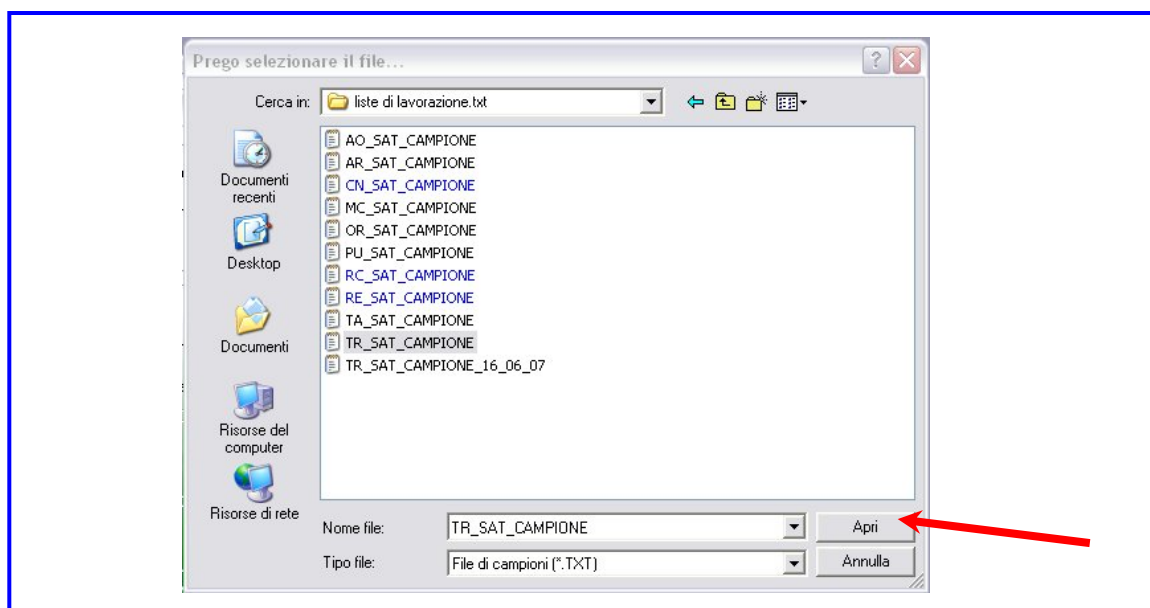 Prego selezionare il file...
Cerca in: liste di lavorazione.txt
AO_SAT_CAMPIONE
AR_SAT_CAMPIONE
CN_SAT_CAMPIONE
MC_SAT_CAMPIONE
OR_SAT_CAMPIONE
PU_SAT_CAMPIONE
RC_SAT_CAMPIONE
RE_SAT_CAMPIONE
TA_SAT_CAMPIONE
TR_SAT_CAMPIONE
TR_SAT_CAMPIONE_16_06_07
Documenti
recenti
Desktop
Documenti
Risorse del
computer
Risorse di rete
Nome file: TR_SAT_CAMPIONE Apri
Tipo file: File di campioni (*.TXT) Annulla